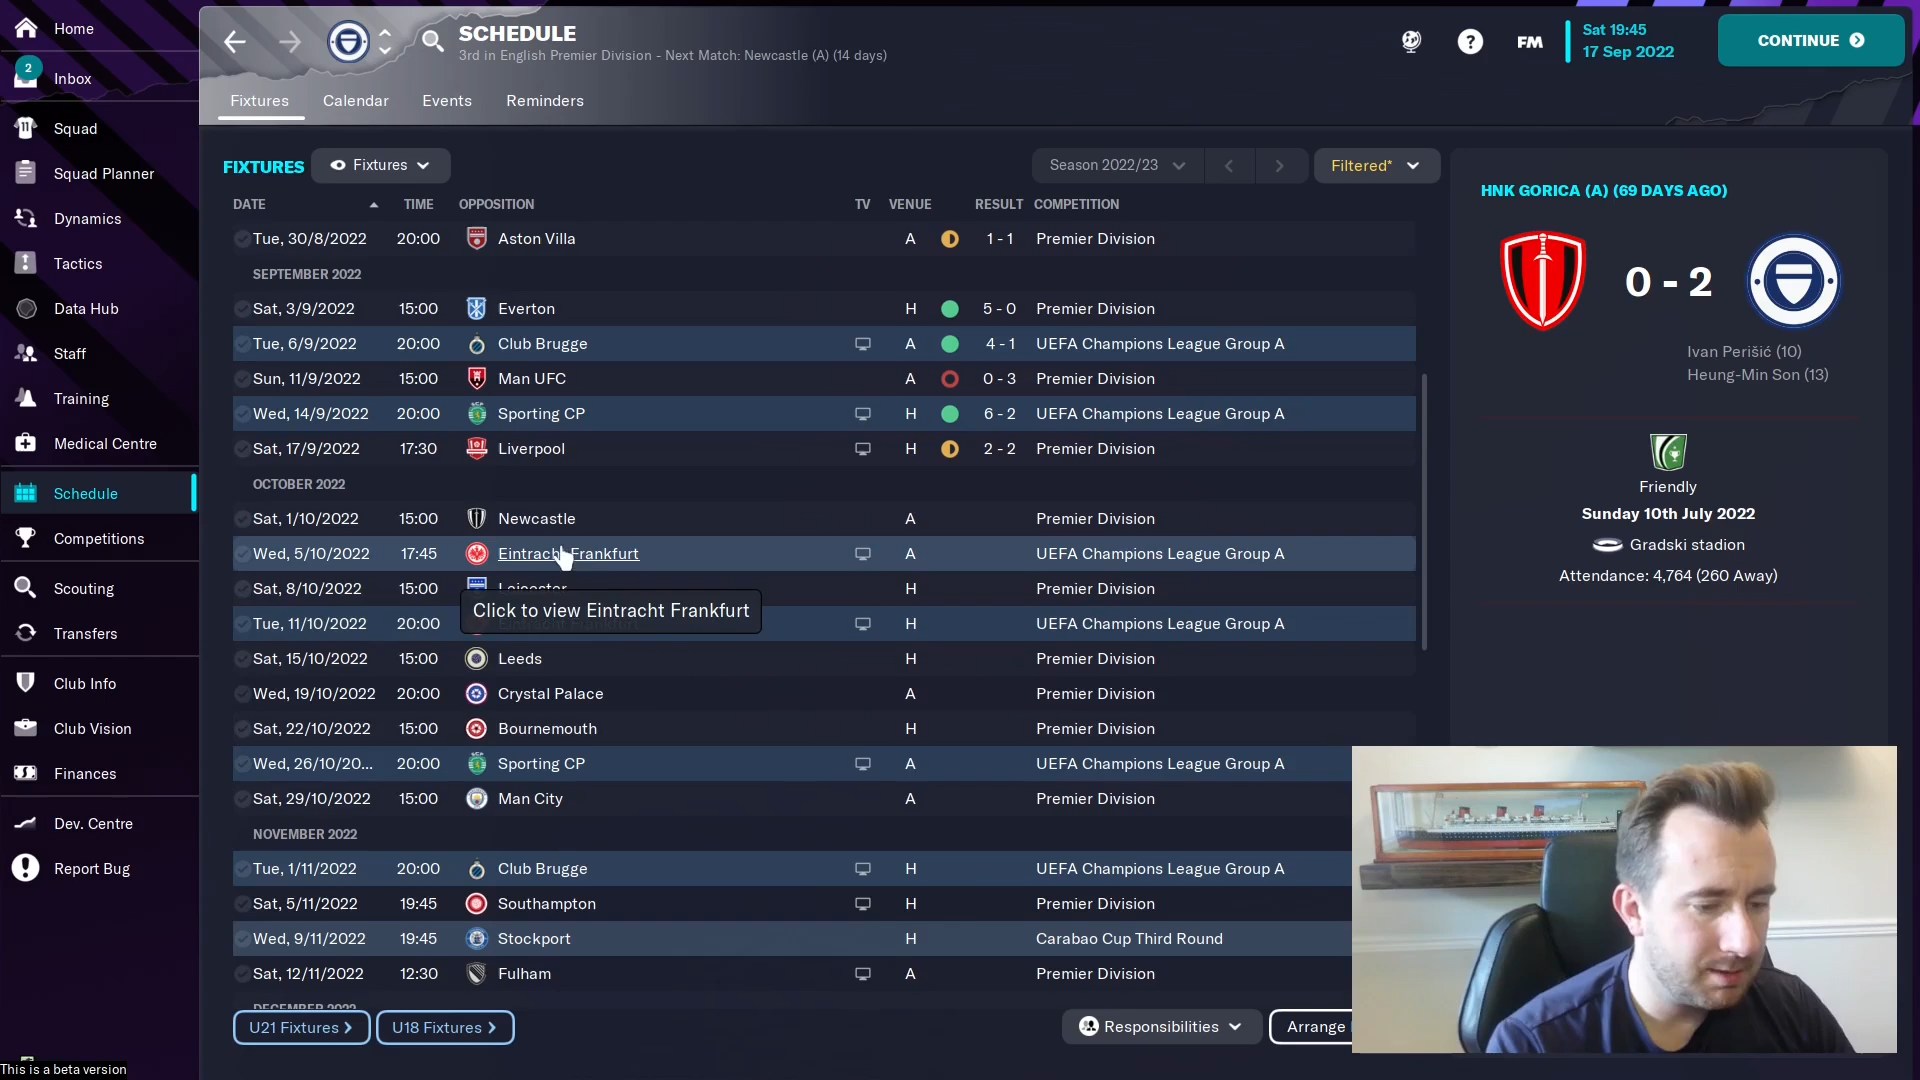 Home
2
Inbox
11
Squad
Squad Planner
Dynamics
Tactics
Data Hub
Staff
Training
Medical Centre
Schedule
Competitions
Scouting
Transfers
Club Info
Club Vision
Finances
Dev. Centre
Report Bug
This is a beta version
SCHEDULE
3rd in English Premier Division - Next Match: Newcastle (A) (14 days)
?
FM
Sat 19:45
17 Sep 2022
CONTINUE
Fixtures
Calendar
Events
Reminders
FIXTURES
Fixtures
Season 2022/23
Filtered*
DATE TIME OPPOSITION TV VENUE RESULT COMPETITION
Tue, 30/8/2022 20:00 Aston Villa A 1 - 1 Premier Division
SEPTEMBER 2022
Sat, 3/9/2022 15:00 Everton H 5 - 0 Premier Division
Tue, 6/9/2022 20:00 Club Brugge A 4 - 1 UEFA Champions League Group A
Sun, 11/9/2022 15:00 Man UFC A 0 - 3 Premier Division
Wed, 14/9/2022 20:00 Sporting CP H 6 - 2 UEFA Champions League Group A
Sat, 17/9/2022 17:30 Liverpool H 2 - 2 Premier Division
OCTOBER 2022
Sat, 1/10/2022 15:00 Newcastle A Premier Division
Wed, 5/10/2022 17:45 Eintracht Frankfurt A UEFA Champions League Group A
Sat, 8/10/2022 15:00 Leicester H Premier Division
Click to view Eintracht Frankfurt
Tue, 11/10/2022 20:00 Eintracht Frankfurt H UEFA Champions League Group A
Sat, 15/10/2022 15:00 Leeds H Premier Division
Wed, 19/10/2022 20:00 Crystal Palace A Premier Division
Sat, 22/10/2022 15:00 Bournemouth H Premier Division
Wed, 26/10/20... 20:00 Sporting CP A UEFA Champions League Group A
Sat, 29/10/2022 15:00 Man City A Premier Division
NOVEMBER 2022
Tue, 1/11/2022 20:00 Club Brugge H UEFA Champions League Group A
Sat, 5/11/2022 19:45 Southampton H Premier Division
Wed, 9/11/2022 19:45 Stockport H Carabao Cup Third Round
Sat, 12/11/2022 12:30 Fulham A Premier Division
DECEMBER 2022
U21 Fixtures
U18 Fixtures
Responsibilities
Arrange
HNK GORICA (A) (69 DAYS AGO)
0 - 2
Ivan Perišić (10)
Heung-Min Son (13)
Friendly
Sunday 10th July 2022
Gradski stadion
Attendance: 4,764 (260 Away)